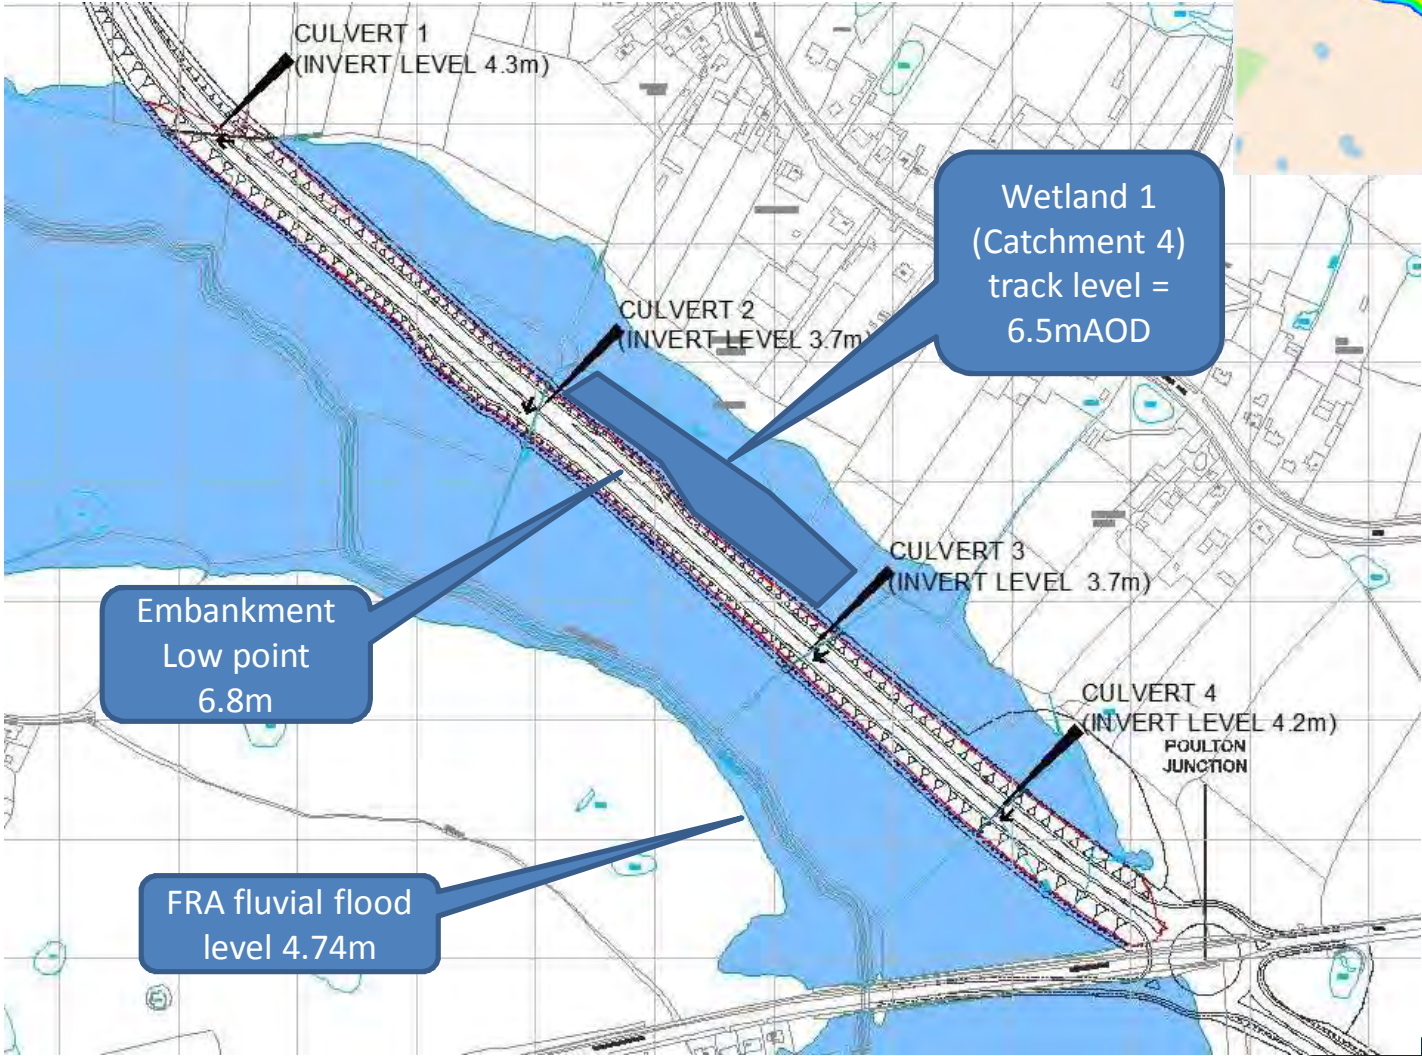 CULVERT 1
(INVERT LEVEL 4.3m)
Wetland 1
(Catchment 4)
track level =
6.5mAOD
CULVERT 2
(INVERT LEVEL 3.7m)
CULVERT 3
(INVERT LEVEL 3.7m)
Embankment
Low point
6.8m
CULVERT 4
(INVERT LEVEL 4.2m)
POULTON
JUNCTION
FRA fluvial flood
level 4.74m